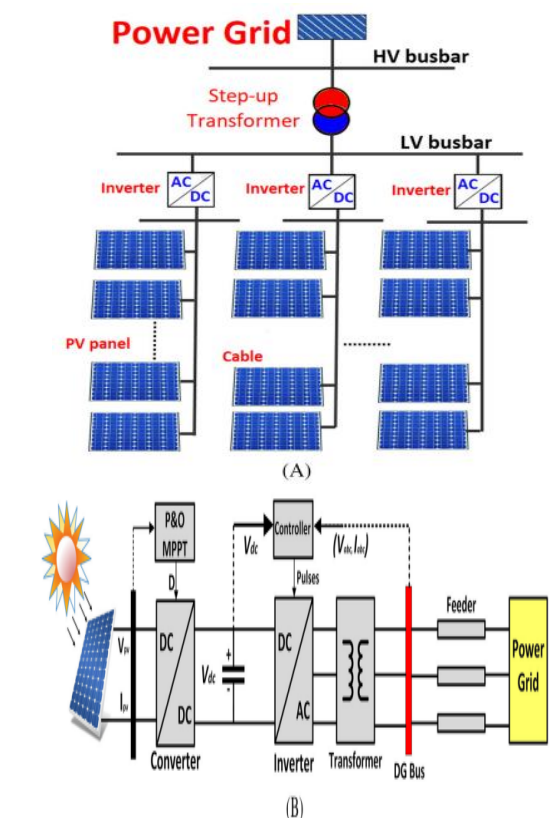 Power Grid
HV busbar
Step-up
Transformer
LV busbar
Inverter
AC
DC
Inverter
AC
DC
Inverter
AC
DC
PV panel
Cable
(A)
P&O
MPPT
Vdc
Controller
(Vabc, Iabc)
D
Pulses
Feeder
Vpv
DC
DC
+
Vdc
-
DC
AC
Power
Grid
Ipv
Converter
Inverter
Transformer
DG Bus
(B)